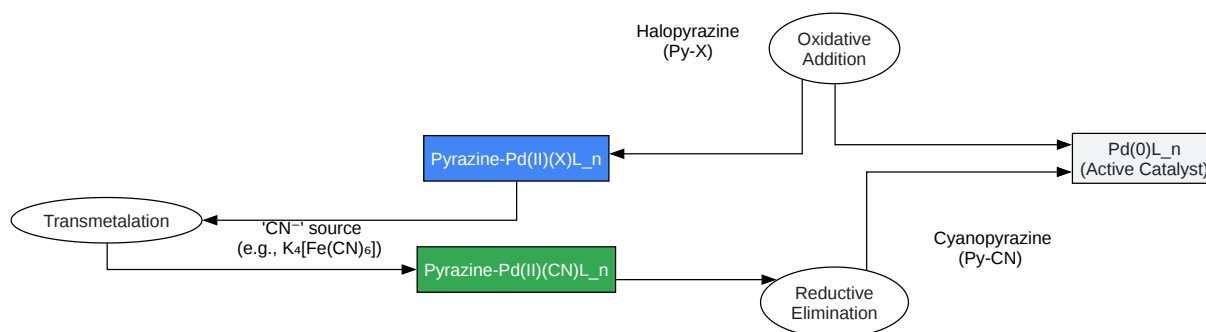 Halopyrazine
(Py-X)
Oxidative
Addition
Pyrazine-Pd(II)(X)L_n
Pd(0)L_n
(Active Catalyst)
Transmetalation
'CN⁻' source
(e.g., K₄[Fe(CN)₆])
Pyrazine-Pd(II)(CN)L_n
Cyanopyrazine
(Py-CN)
Reductive
Elimination